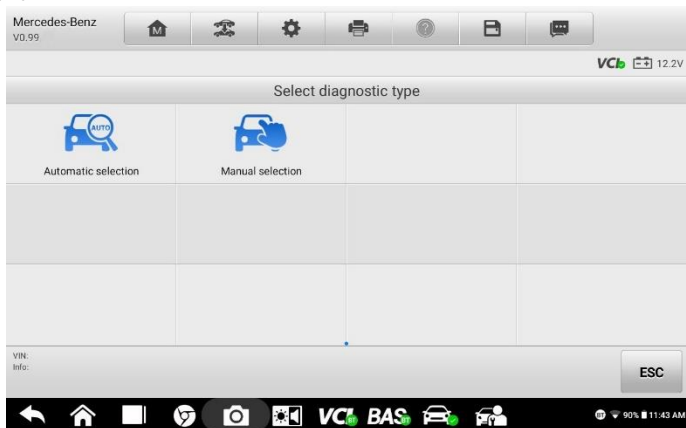 Mercedes-Benz
V0.99
M
?
VCI 12.2V
Select diagnostic type
AUTO
Automatic selection
Manual selection
VIN:
Info:
ESC
VCI BAS 90% 11:43 AM